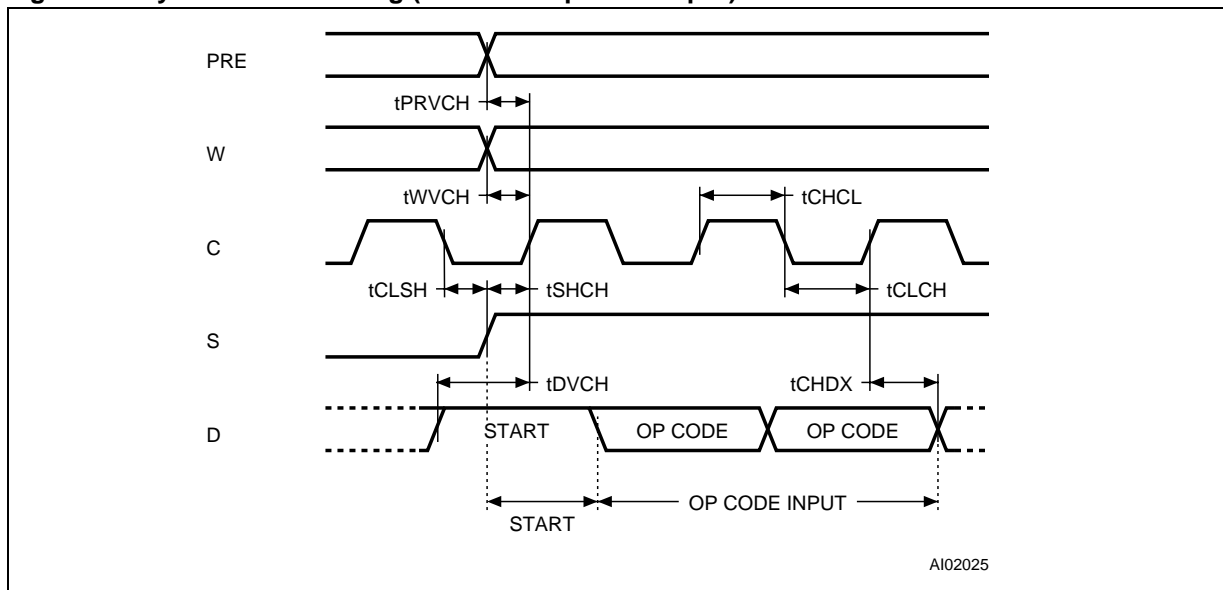 PRE
tPRVCH
W
tWVCH
tCHCL
C
tCLSH
tSHCH
tCLCH
S
tDVCH
tCHDX
D
START
OP CODE
OP CODE
OP CODE INPUT
START
AI02025